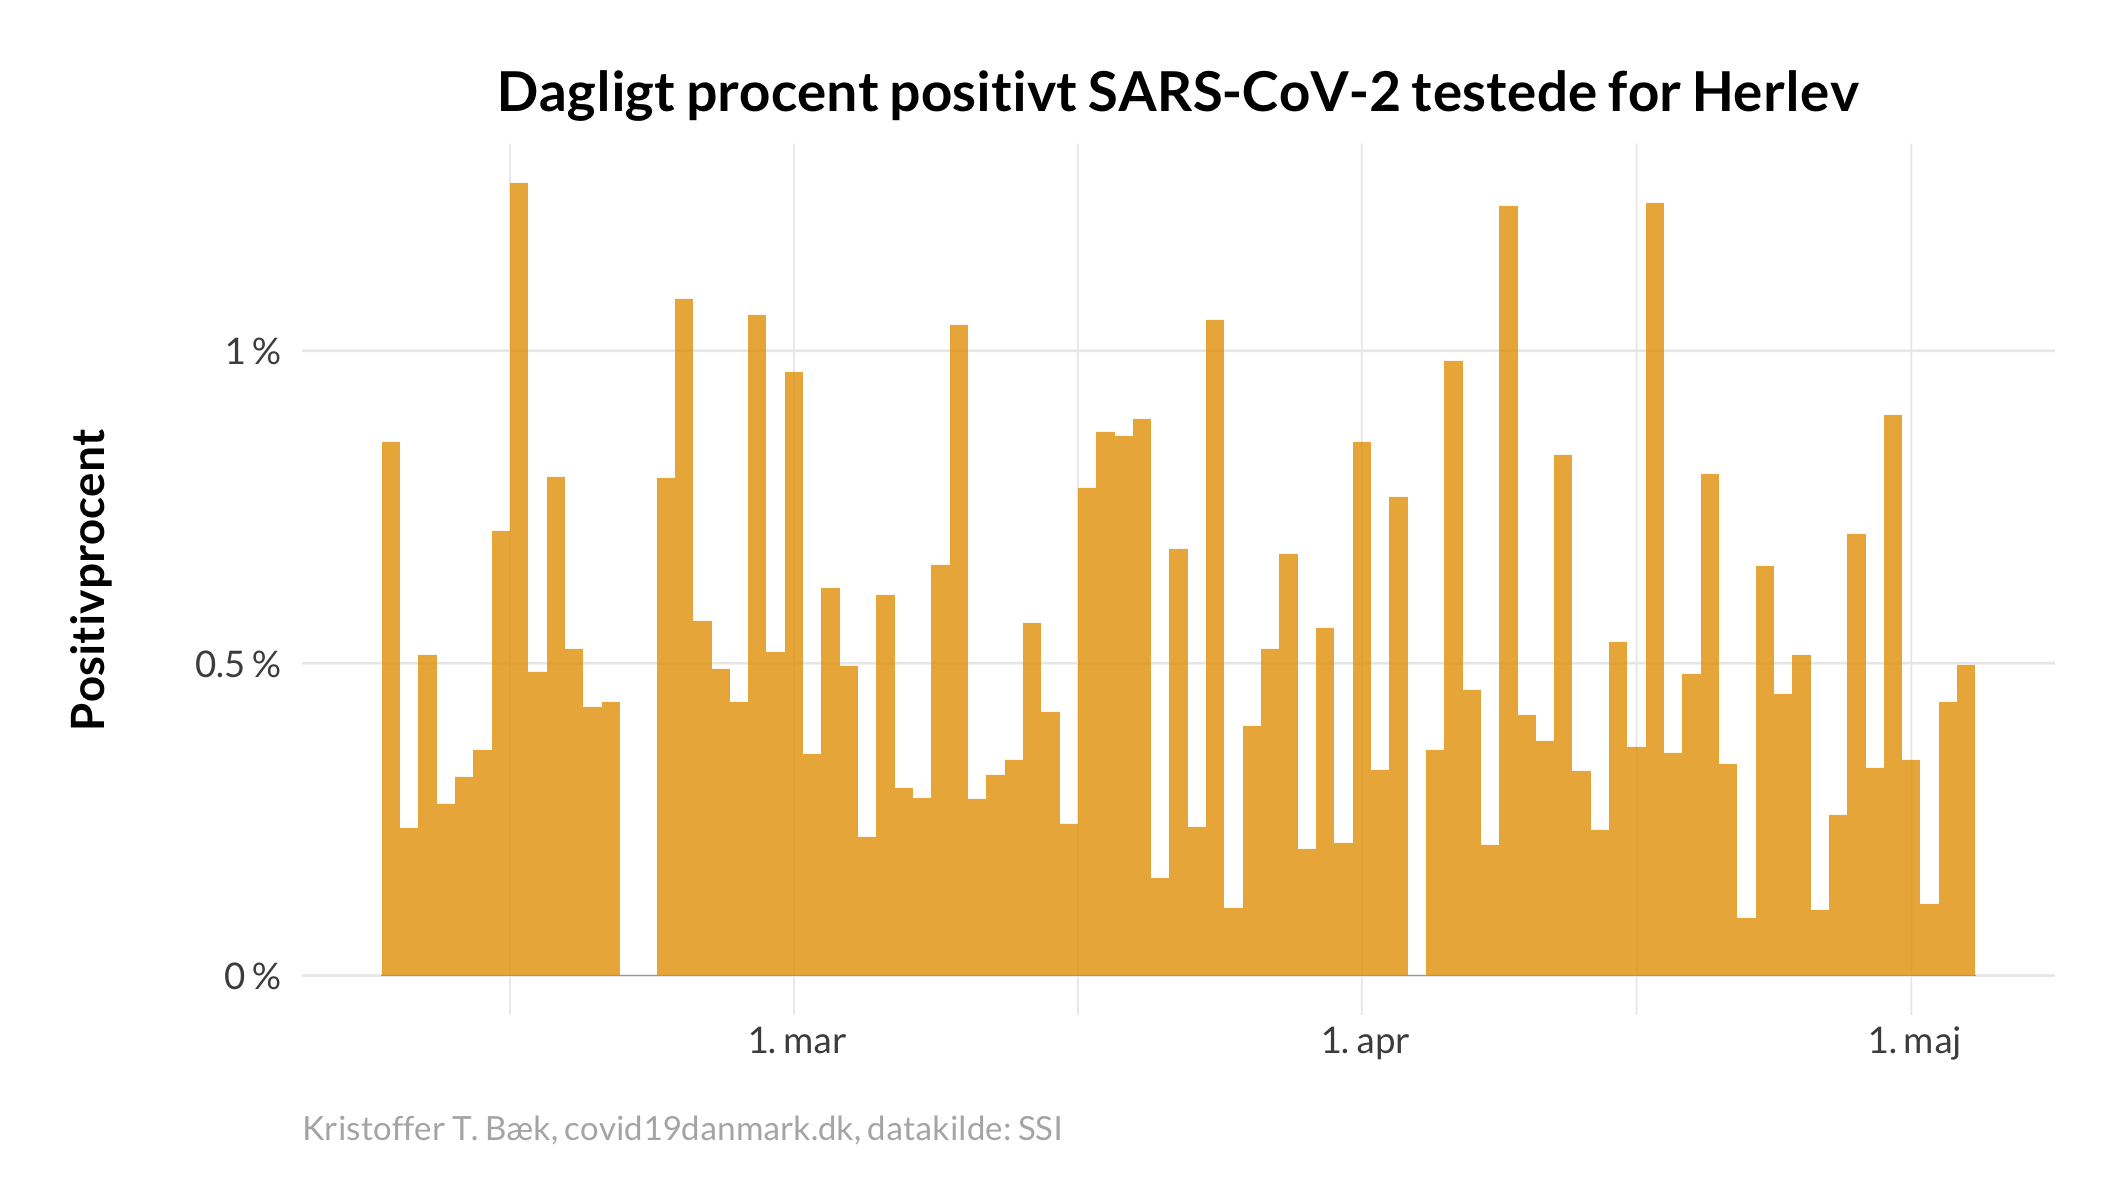 Dagligt procent positivt SARS-CoV-2 testede for Herlev
Positivprocent
1 %
0.5 %
0 %
1. mar
1. apr
1. maj
Kristoffer T. Bæk, covid19danmark.dk, datakilde: SSI